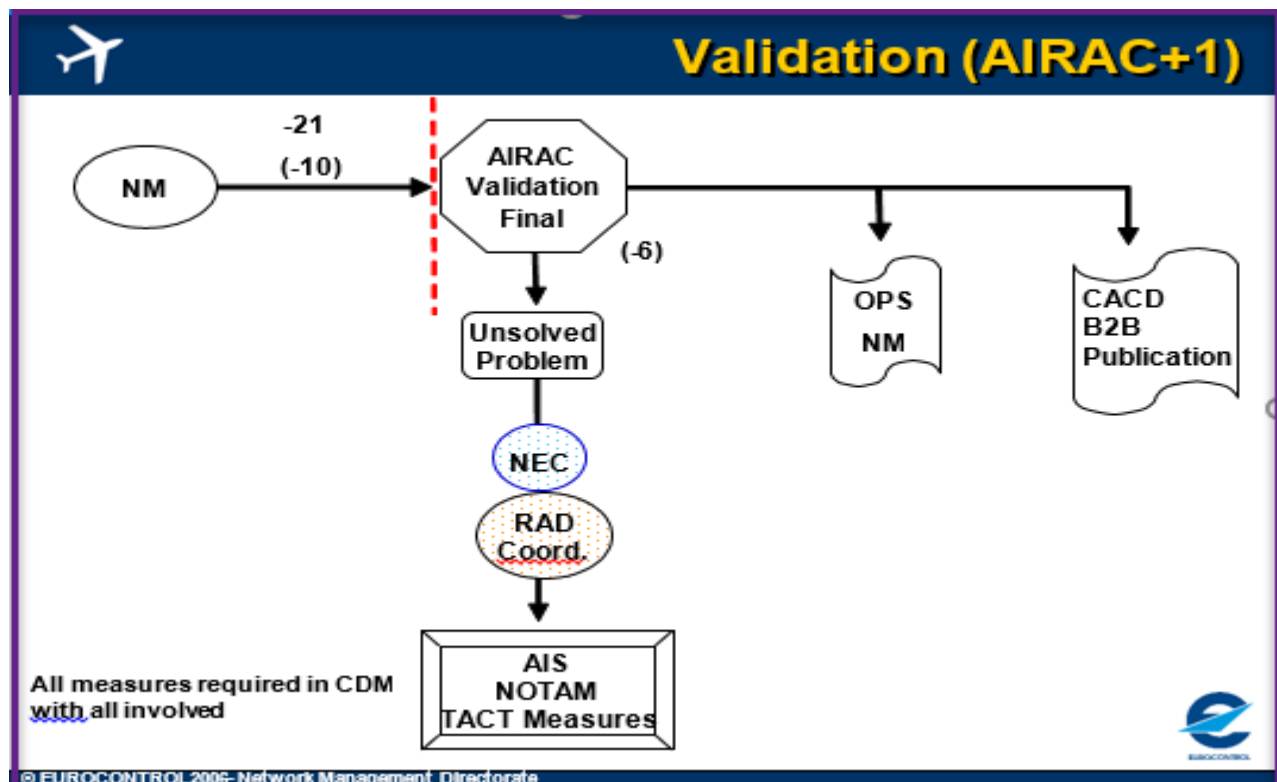 Validation (AIRAC+1)
-21
(-10)
NM
AIRAC
Validation
Final
(-6)
OPS
NM
CACD
B2B
Publication
Unsolved
Problem
NEC
RAD
Coord.
AIS
NOTAM
TACT Measures
All measures required in CDM
with all involved
EUROCONTROL
© EUROCONTROL 2006- Network Management Directorate